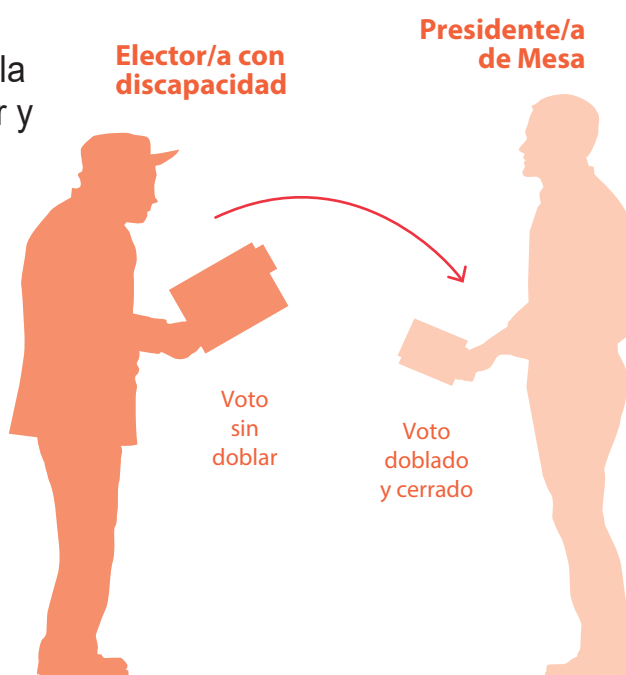 la
r y
Elector/a con
discapacidad
Presidente/a
de Mesa
Voto
sin
doblar
Voto
doblado
y cerrado